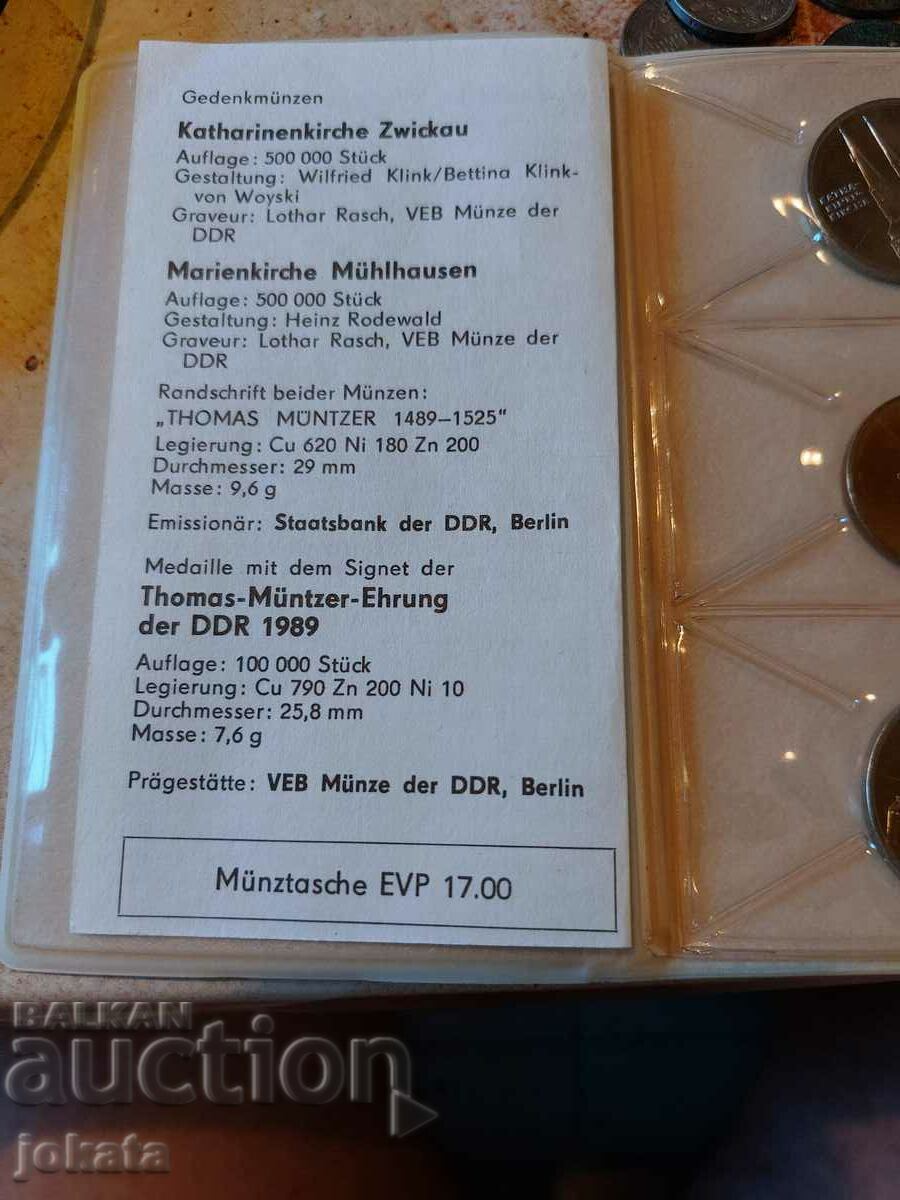 Gedenkmünzen
Katharinenkirche Zwickau
Auflage: 500 000 Stück
Gestaltung: Wilfried Klink/Bettina Klink-
von Woyski
Graveur: Lothar Rasch, VEB Münze der
DDR
Marienkirche Mühlhausen
Auflage: 500 000 Stück
Gestaltung: Heinz Rodewald
Graveur: Lothar Rasch, VEB Münze der
DDR
Randschrift beider Münzen:
„THOMAS MÜNTZER 1489–1525"
Legierung: Cu 620 Ni 180 Zn 200
Durchmesser: 29 mm
Masse: 9,6 g
Emissionär: Staatsbank der DDR, Berlin
Medaille mit dem Signet der
Thomas-Müntzer-Ehrung
der DDR 1989
Auflage: 100 000 Stück
Legierung: Cu 790 Zn 200 Ni 10
Durchmesser: 25,8 mm
Masse: 7,6 g
Prägestätte: VEB Münze der DDR, Berlin
Münztasche EVP 17.00
KATHA-
RINEN-
KIRCHE
BALKAN
auction
jokata